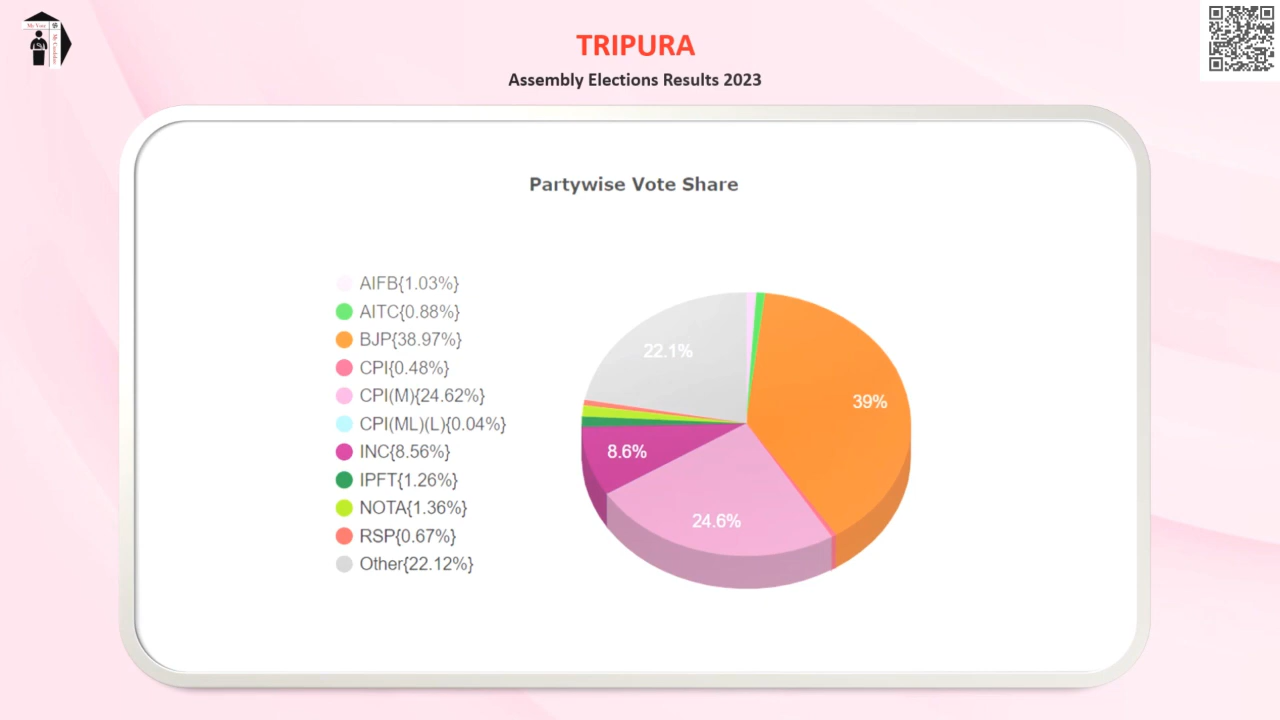 TRIPURA
Assembly Elections Results 2023
Partywise Vote Share
AIFB{1.03%}
AITC{0.88%}
BJP{38.97%}
CPI{0.48%}
CPI(M){24.62%}
CPI(ML)(L){0.04%}
INC{8.56%}
IPFT{1.26%}
NOTA{1.36%}
RSP{0.67%}
Other{22.12%}
22.1%
39%
8.6%
24.6%